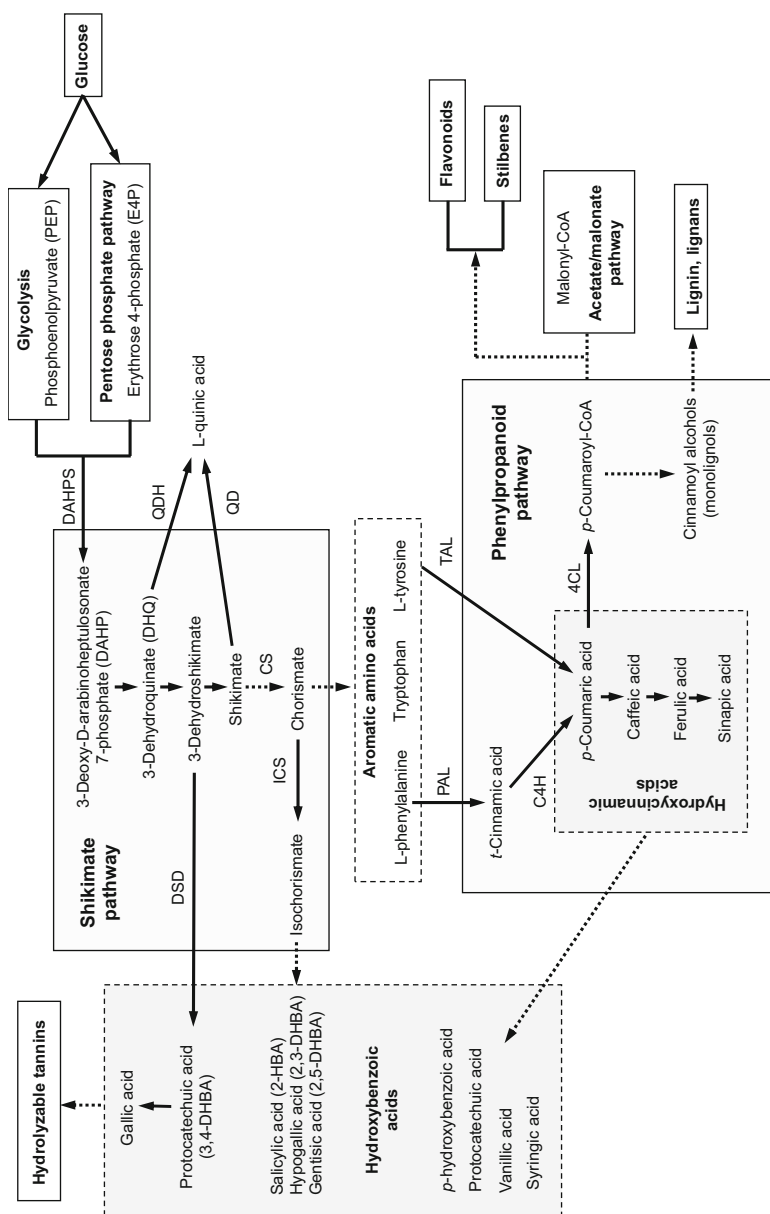 Glucose
Glycolysis
Phosphoenolpyruvate (PEP)
Pentose phosphate pathway
Erythrose 4-phosphate (E4P)
DAHPS
Shikimate
pathway
3-Deoxy-D-arabinoheptulosonate
7-phosphate (DAHP)
3-Dehydroquinate (DHQ)
QDH
L-quinic acid
3-Dehydroshikimate
QD
DSD
Shikimate
CS
ICS
Chorismate
Isochorismate
Hydrolyzable tannins
Gallic acid
Protocatechuic acid
(3,4-DHBA)
Salicylic acid (2-HBA)
Hypogallic acid (2,3-DHBA)
Gentisic acid (2,5-DHBA)
Hydroxybenzoic
acids
p-hydroxybenzoic acid
Protocatechuic acid
Vanillic acid
Syringic acid
Aromatic amino acids
L-phenylalanine
Tryptophan
L-tyrosine
PAL
TAL
Phenylpropanoid
pathway
t-Cinnamic acid
C4H
Hydroxycinnamic
acids
p-Coumaric acid
Caffeic acid
Ferulic acid
Sinapic acid
4CL
p-Coumaroyl-CoA
Cinnamoyl alcohols
(monolignols)
Flavonoids
Stilbenes
Malonyl-CoA
Acetate/malonate
pathway
Lignin, lignans